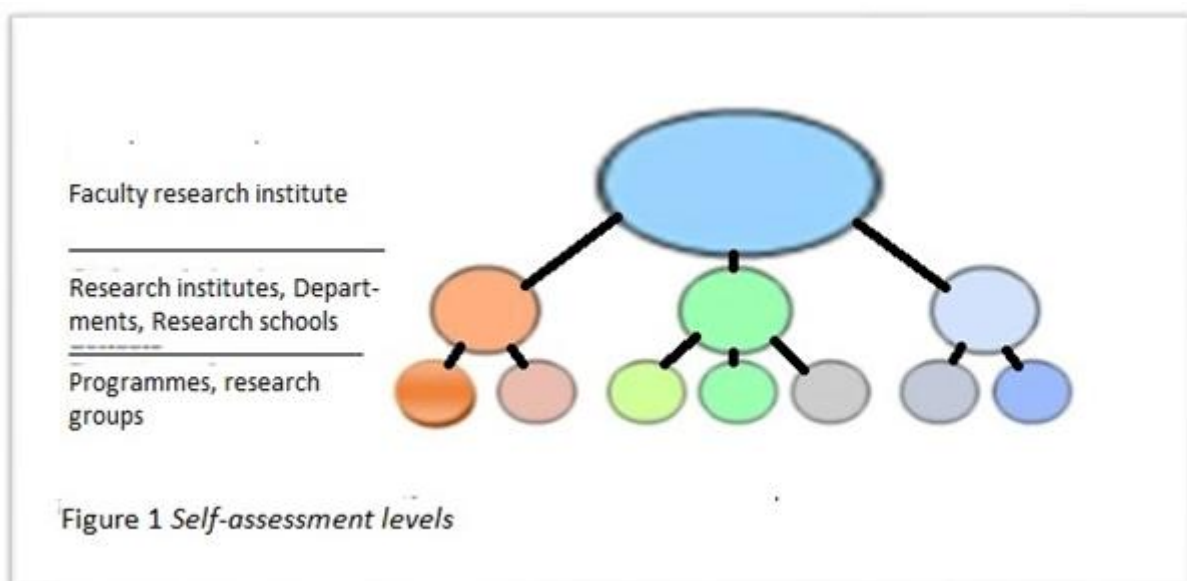 Faculty research institute
Research institutes, Depart-
ments, Research schools
Programmes, research
groups
Figure 1 Self-assessment levels